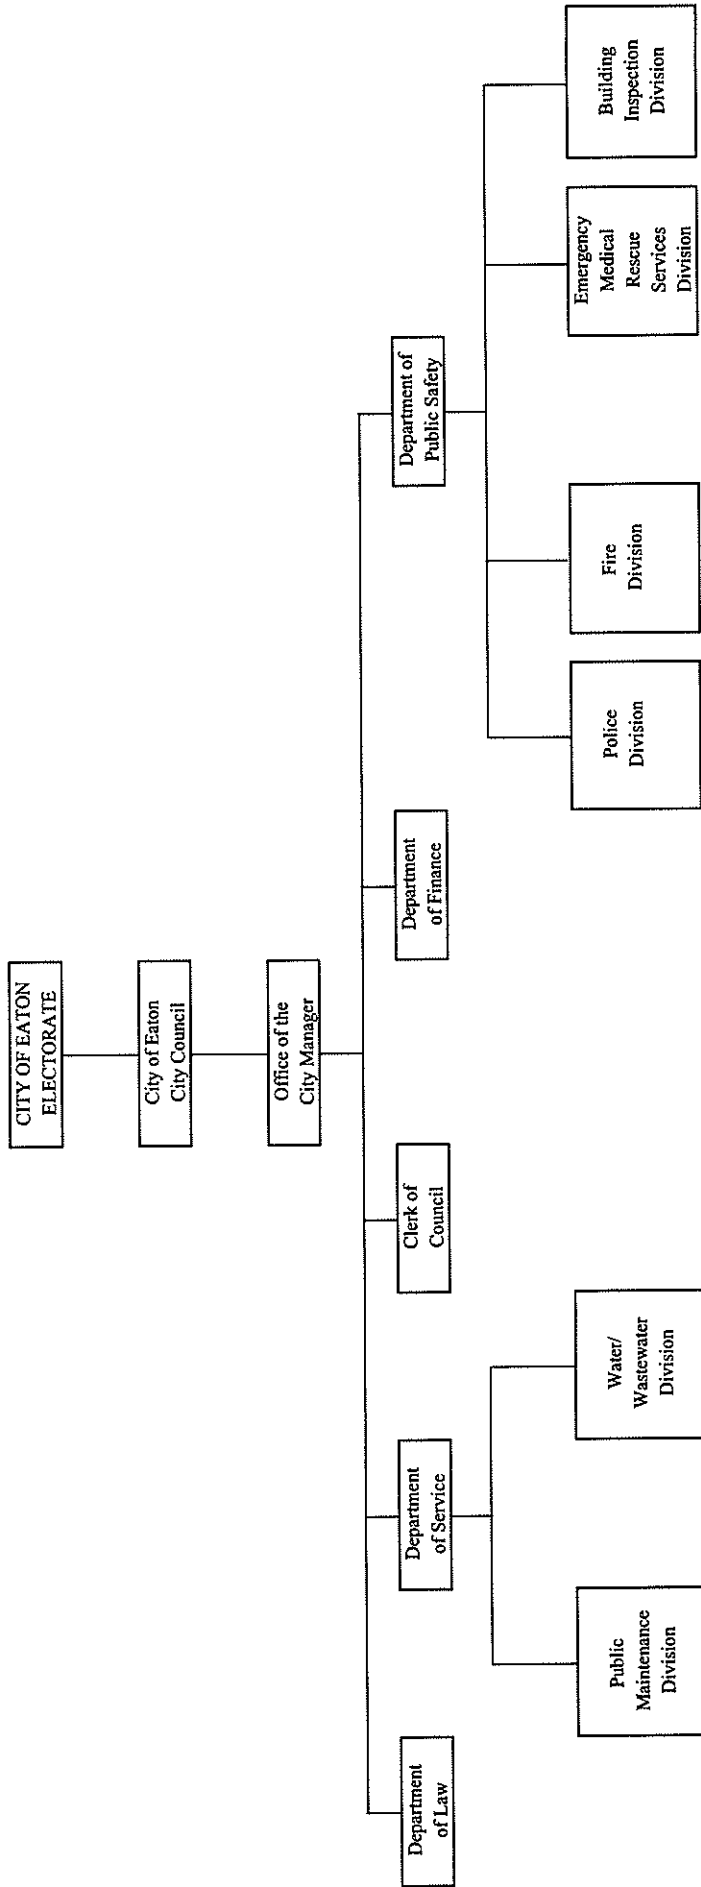 CITY OF EATON
ELECTORATE
City of Eaton
City Council
Office of the
City Manager
Department
of Law
Department
of Service
Clerk of
Council
Department
of Finance
Department of
Public Safety
Public
Maintenance
Division
Water/
Wastewater
Division
Police
Division
Fire
Division
Emergency
Medical
Rescue
Services
Division
Building
Inspection
Division